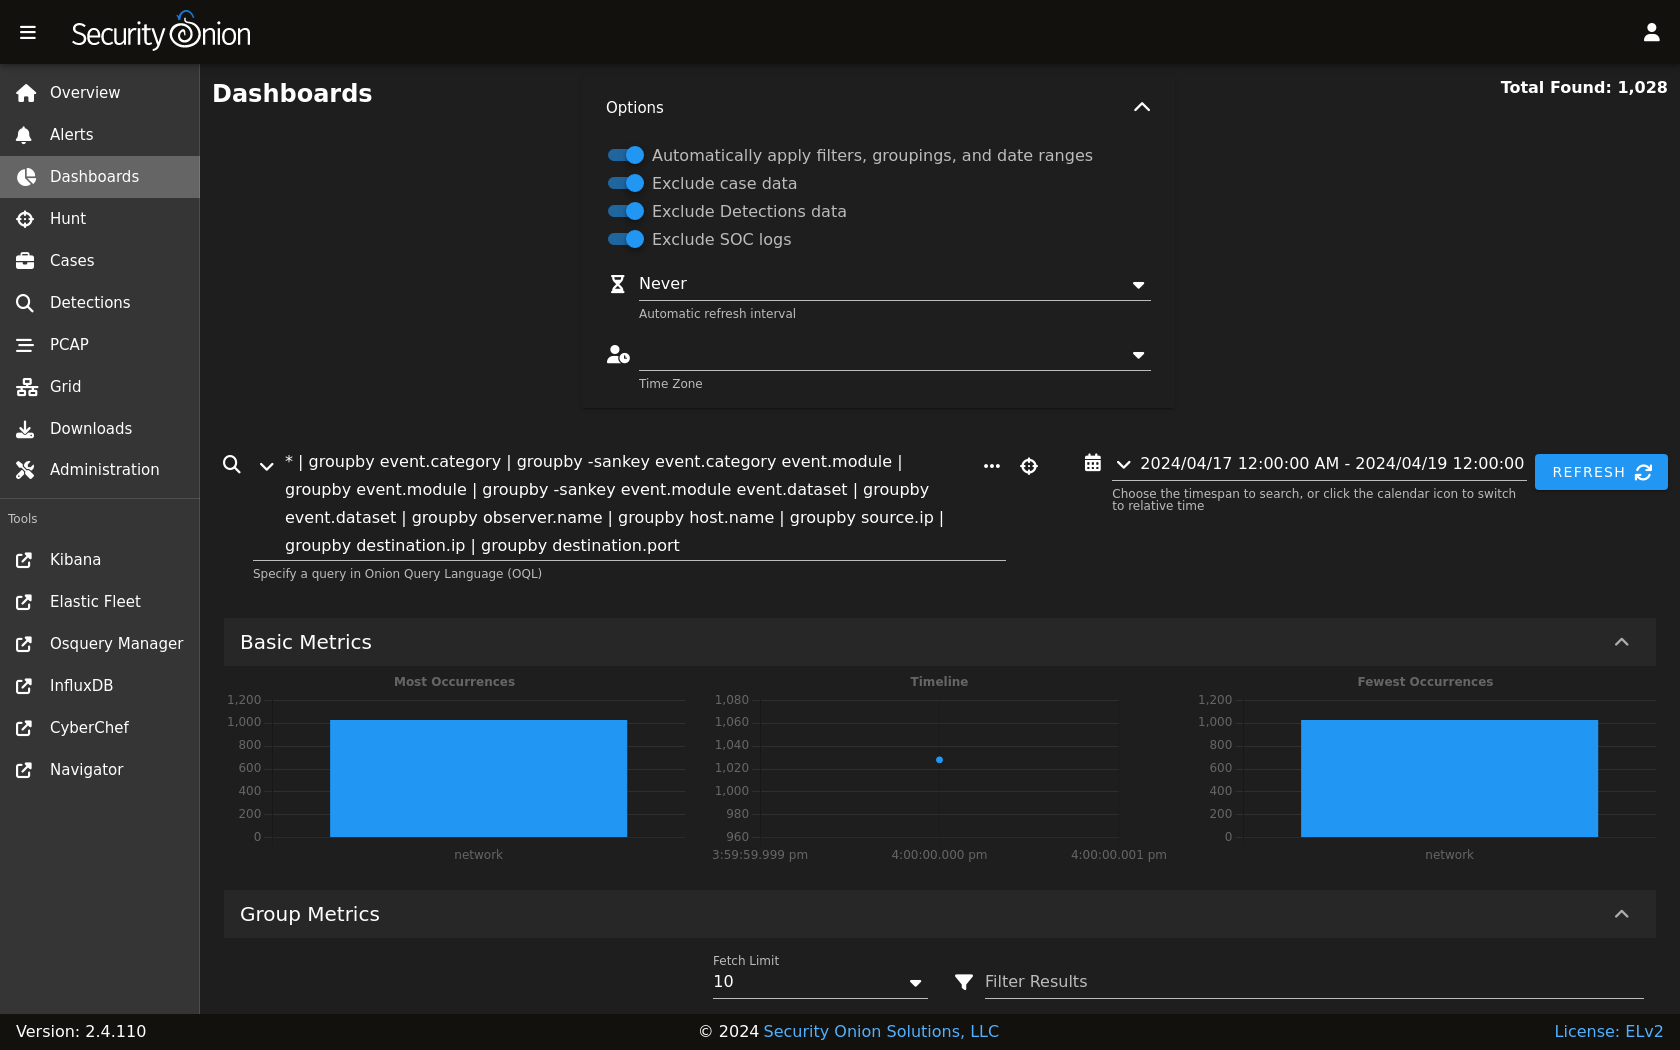 Security Onion
Overview
Alerts
Dashboards
Hunt
Cases
Detections
PCAP
Grid
Downloads
Administration
Tools
Kibana
Elastic Fleet
Osquery Manager
InfluxDB
CyberChef
Navigator
Dashboards
Total Found: 1,028
Options
Automatically apply filters, groupings, and date ranges
Exclude case data
Exclude Detections data
Exclude SOC logs
Never
Automatic refresh interval
Time Zone
* | groupby event.category | groupby -sankey event.category event.module |
groupby event.module | groupby -sankey event.module event.dataset | groupby
event.dataset | groupby observer.name | groupby host.name | groupby source.ip |
groupby destination.ip | groupby destination.port
Specify a query in Onion Query Language (OQL)
2024/04/17 12:00:00 AM - 2024/04/19 12:00:00
Choose the timespan to search, or click the calendar icon to switch
to relative time
REFRESH
Basic Metrics
Most Occurrences
1,200
1,000
800
600
400
200
0
network
Timeline
1,080
1,060
1,040
1,020
1,000
980
960
3:59:59.999 pm
4:00:00.000 pm
4:00:00.001 pm
Fewest Occurrences
1,200
1,000
800
600
400
200
0
network
Group Metrics
Fetch Limit
10
Filter Results
Version: 2.4.110
© 2024 Security Onion Solutions, LLC
License: ELv2